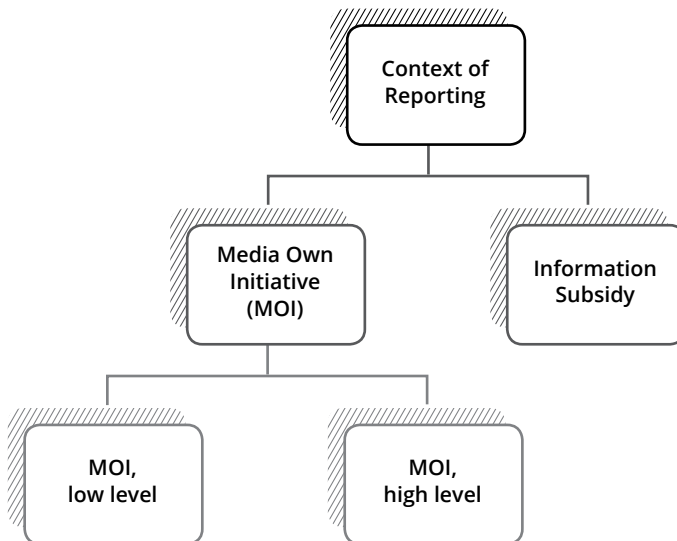 Context of
Reporting
Media Own
Initiative
(MOI)
Information
Subsidy
MOI,
low level
MOI,
high level